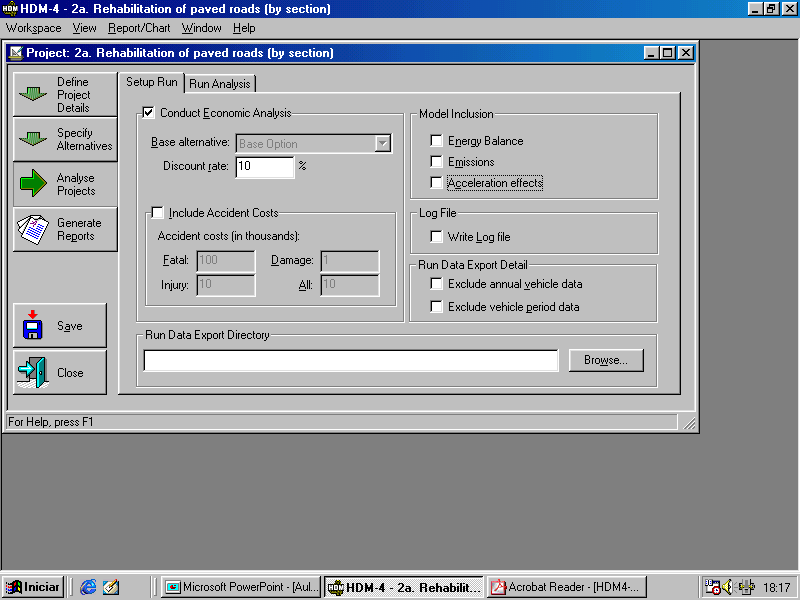 HDM-4 - 2a. Rehabilitation of paved roads (by section)
Workspace View Report/Chart Window Help
Project: 2a. Rehabilitation of paved roads (by section)
Define Project Details
Specify Alternatives
Analyse Projects
Generate Reports
Save
Close
Setup Run Run Analysis
Conduct Economic Analysis
Base alternative: Base Option
Discount rate: 10 %
Include Accident Costs
Accident costs (in thousands):
Fatal: 100 Damage: 1
Injury: 10 All: 10
Model Inclusion
Energy Balance
Emissions
Acceleration effects
Log File
Write Log file
Run Data Export Detail
Exclude annual vehicle data
Exclude vehicle period data
Run Data Export Directory
Browse...
For Help, press F1
Iniciar Microsoft PowerPoint - [Aul... HDM-4 - 2a. Rehabilit... Acrobat Reader - [HDM4-... 18:17